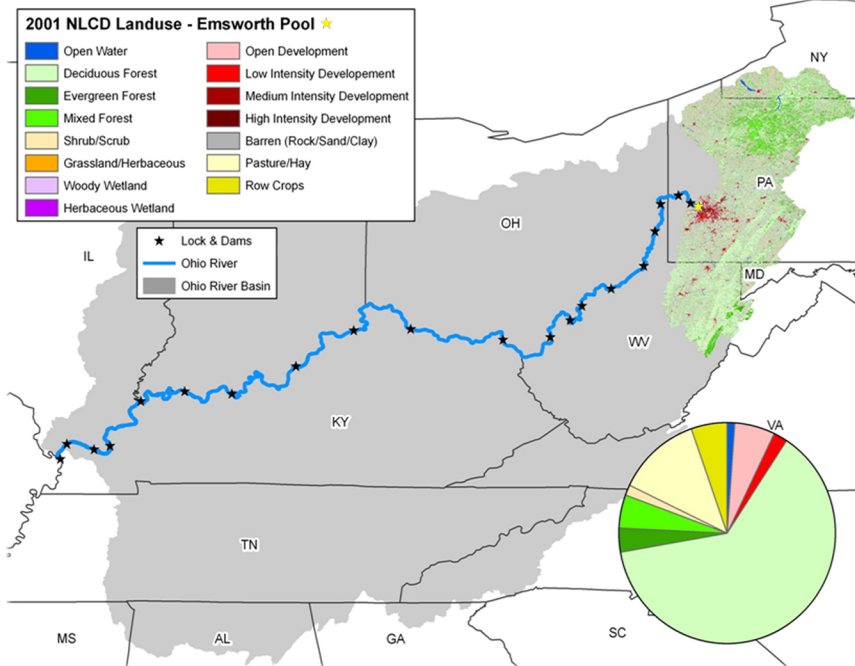 2001 NLCD Landuse - Emsworth Pool
Open Water
Open Development
Deciduous Forest
Low Intensity Developement
Evergreen Forest
Medium Intensity Development
Mixed Forest
High Intensity Development
Shrub/Scrub
Barren (Rock/Sand/Clay)
Grassland/Herbaceous
Pasture/Hay
Woody Wetland
Row Crops
Herbaceous Wetland
Lock & Dams
Ohio River
Ohio River Basin
NY
PA
OH
IL
MD
WV
KY
VA
TN
MS
AL
GA
SC